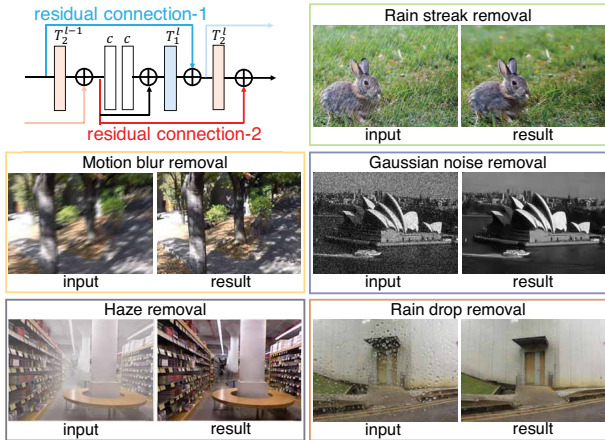 residual connection-1
T_2^{l-1} c c T_1^l T_2^l
residual connection-2
Rain streak removal
input result
Motion blur removal
input result
Gaussian noise removal
input result
Haze removal
input result
Rain drop removal
input result